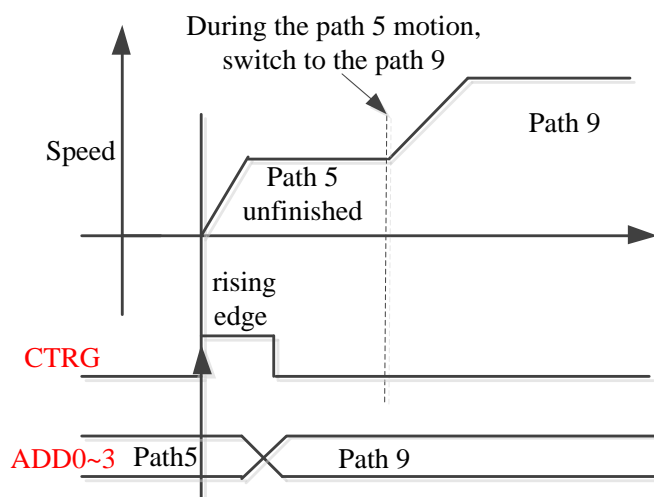 During the path 5 motion,
switch to the path 9
Speed
Path 9
Path 5
unfinished
rising
edge
CTRG
ADD0~3
Path5
Path 9